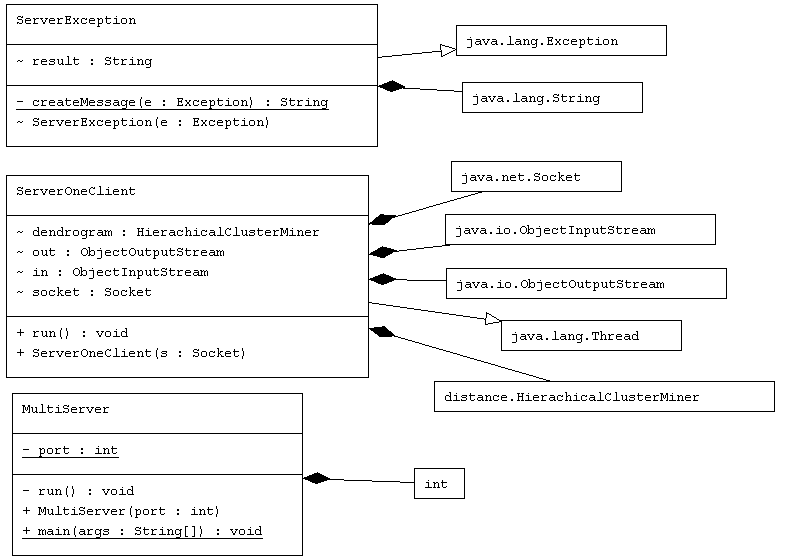 ServerException
~ result : String
- createMessage(e : Exception) : String
~ ServerException(e : Exception)
java.lang.Exception
java.lang.String
ServerOneClient
~ dendrogram : HierachicalClusterMiner
~ out : ObjectOutputStream
~ in : ObjectInputStream
~ socket : Socket
+ run() : void
+ ServerOneClient(s : Socket)
java.net.Socket
java.io.ObjectInputStream
java.io.ObjectOutputStream
java.lang.Thread
distance.HierachicalClusterMiner
MultiServer
- port : int
- run() : void
+ MultiServer(port : int)
+ main(args : String[]) : void
int